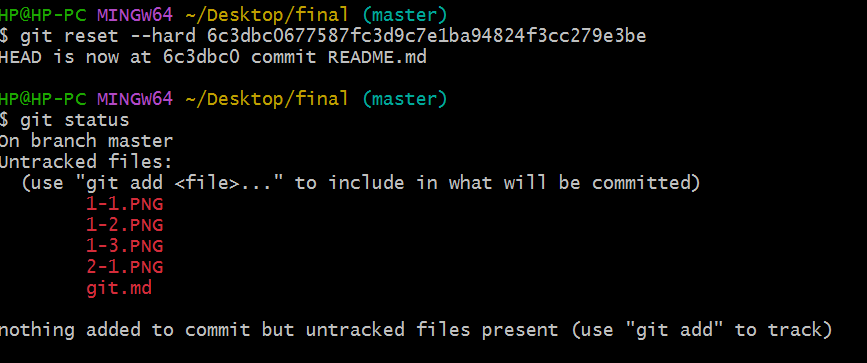 HP@HP-PC MINGW64 ~/Desktop/final (master)
$ git reset --hard 6c3dbc0677587fc3d9c7e1ba94824f3cc279e3be
HEAD is now at 6c3dbc0 commit README.md
HP@HP-PC MINGW64 ~/Desktop/final (master)
$ git status
On branch master
Untracked files:
(use "git add <file>..." to include in what will be committed)
1-1.PNG
1-2.PNG
1-3.PNG
2-1.PNG
git.md
nothing added to commit but untracked files present (use "git add" to track)